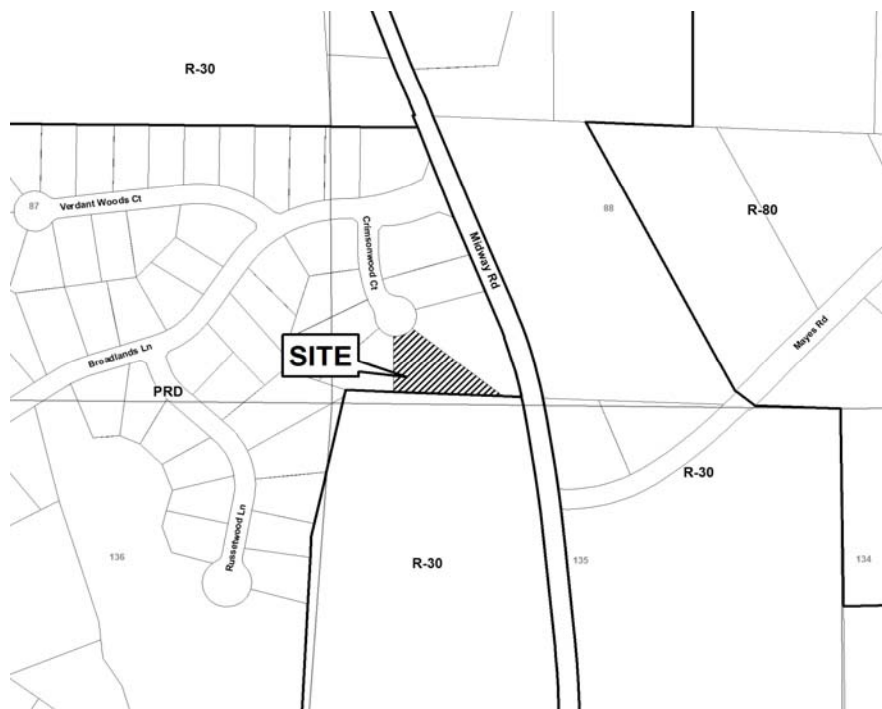 R-30
87
Verdant Woods Ct
Crimsonwood Ct
Midway Rd
88
R-80
Mayes Rd
SITE
Broadlands Ln
PRD
R-30
Russetwood Ln
136
R-30
135
134